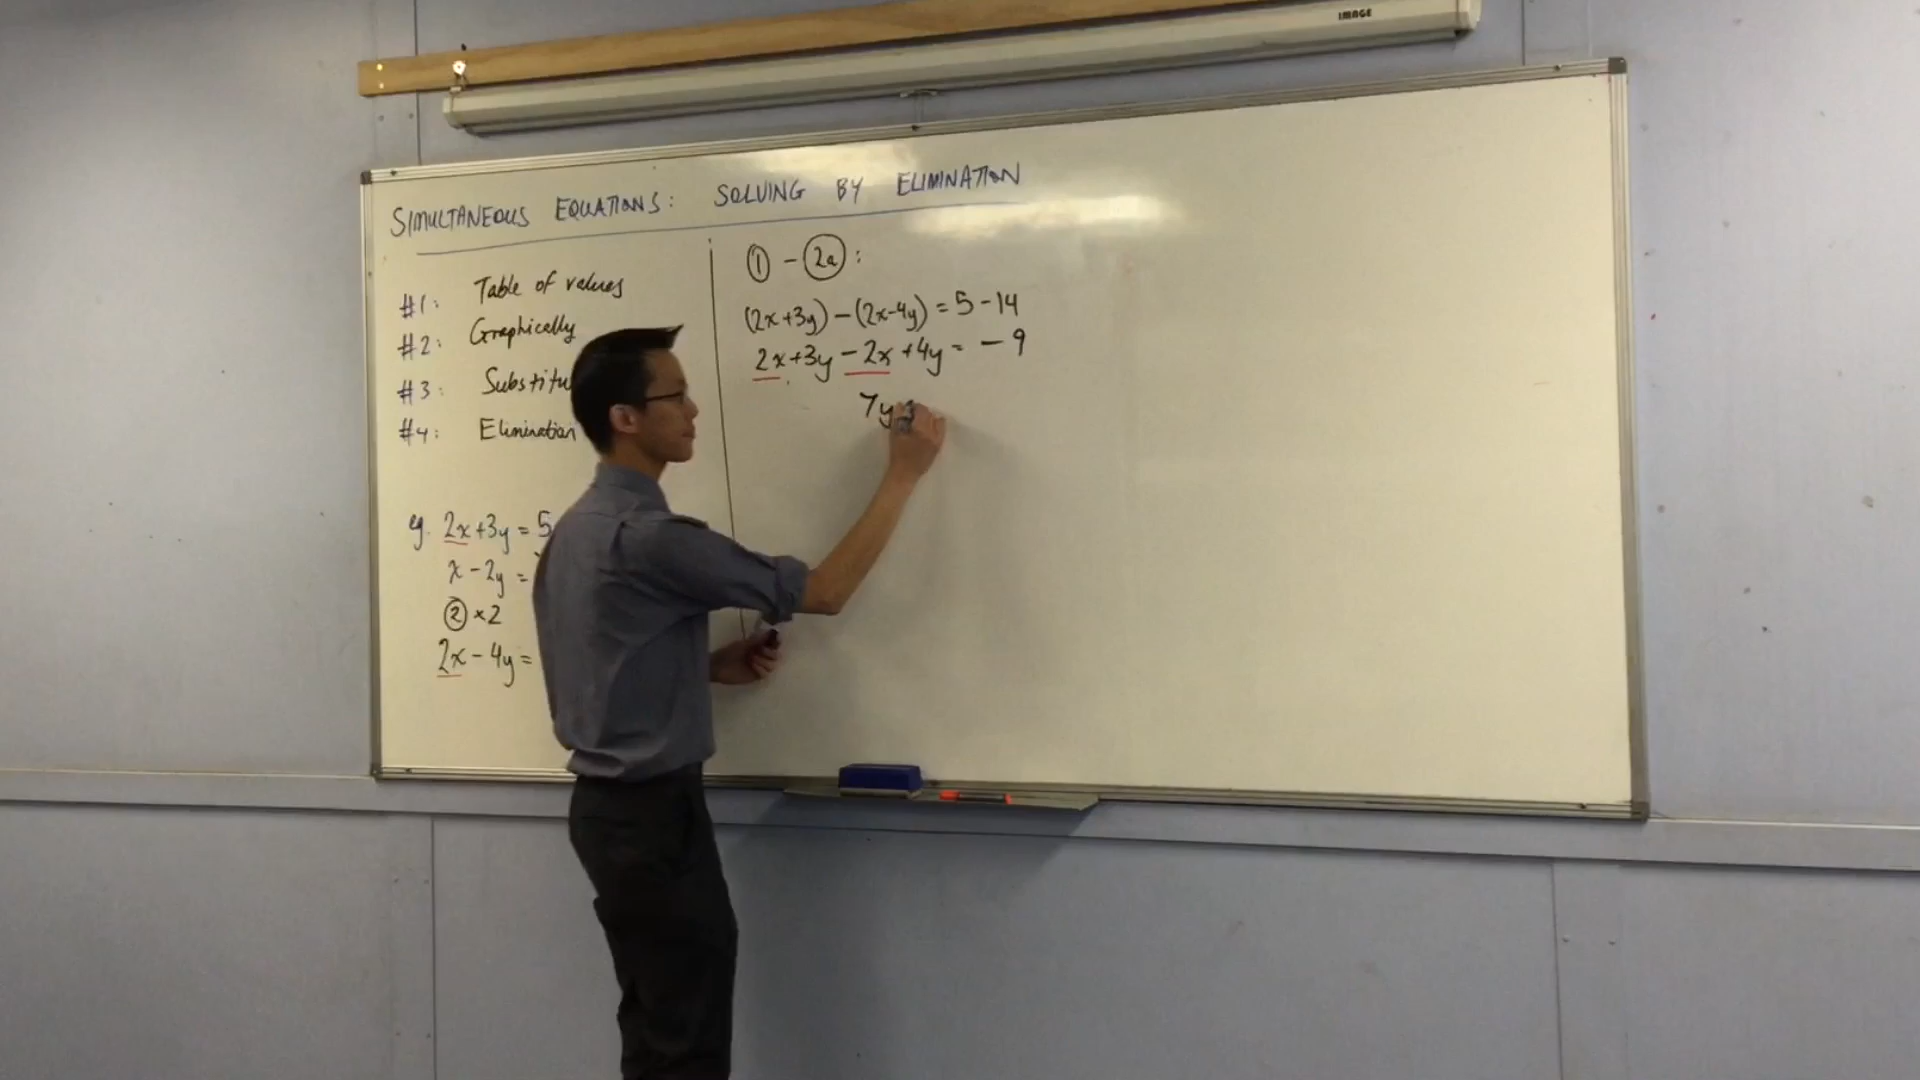 IMAGE
SIMULTANEOUS EQUATIONS: SOLVING BY ELIMINATION
#1: Table of values
#2: Graphically
#3:
#4: Elimination
eg. 2x+3y=5
x-2y=
② ×2
2x-4y=
① - ②a:
(2x+3y)-(2x-4y)=5-14
2x+3y-2x+4y=-9
7y